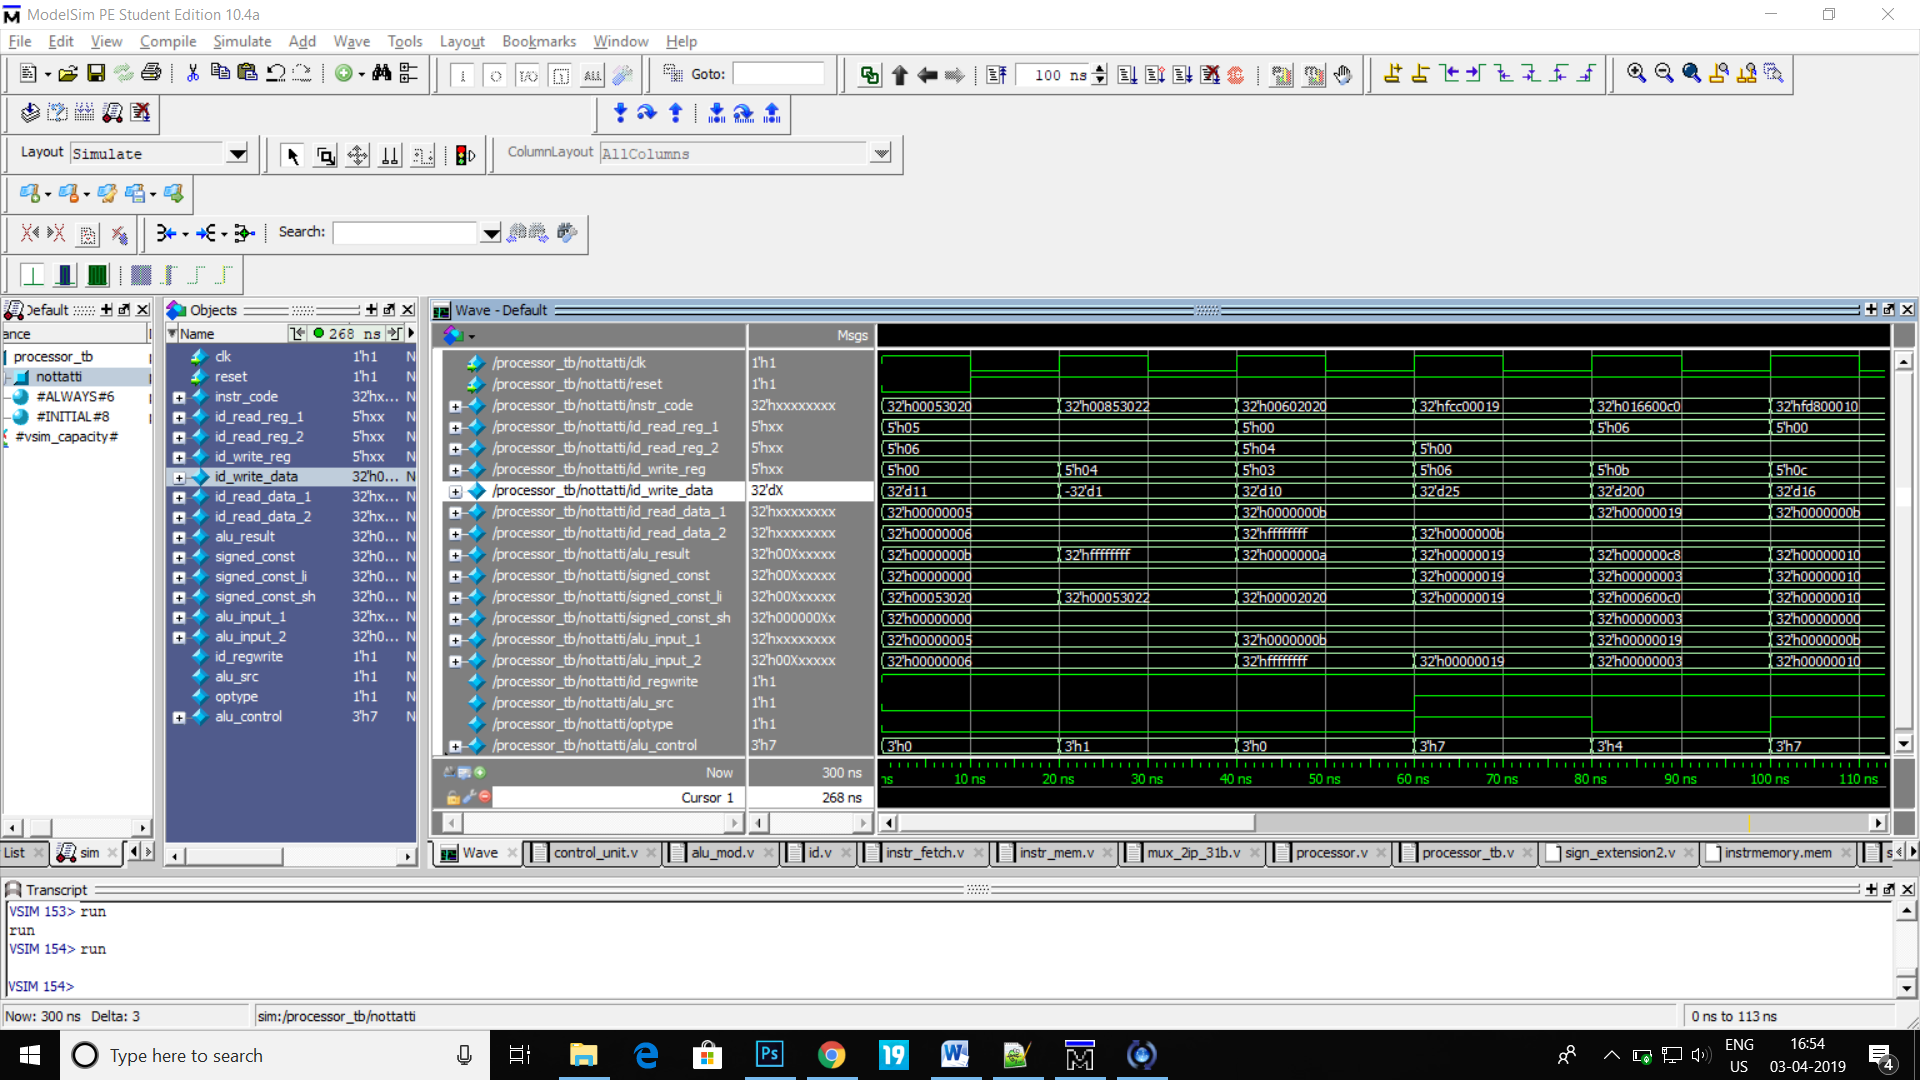 ModelSim PE Student Edition 10.4a
File Edit View Compile Simulate Add Wave Tools Layout Bookmarks Window Help
Goto: 100 ns
Layout Simulate ColumnLayout AllColumns
Search:
Default Objects Wave - Default
ance Name 268 ns Msgs
processor_tb
nottatti
#ALWAYS#6
#INITIAL#8
#vsim_capacity#
clk 1'h1 N
reset 1'h1 N
instr_code 32'hx... N
id_read_reg_1 5'hxx N
id_read_reg_2 5'hxx N
id_write_reg 5'hxx N
id_write_data 32'h0... N
id_read_data_1 32'hx... N
id_read_data_2 32'hx... N
alu_result 32'h0... N
signed_const 32'h0... N
signed_const_li 32'h0... N
signed_const_sh 32'h0... N
alu_input_1 32'hx... N
alu_input_2 32'h0... N
id_regwrite 1'h1 N
alu_src 1'h1 N
optype 1'h1 N
alu_control 3'h7 N
/processor_tb/nottatti/clk 1'h1
/processor_tb/nottatti/reset 1'h1
/processor_tb/nottatti/instr_code 32'hxxxxxxxx 32'h00053020 32'h00853022 32'h00602020 32'hfcc00019 32'h016600c0 32'hfd800010
/processor_tb/nottatti/id_read_reg_1 5'hxx 5'h05 5'h00 5'h06 5'h00
/processor_tb/nottatti/id_read_reg_2 5'hxx 5'h06 5'h04 5'h00
/processor_tb/nottatti/id_write_reg 5'hxx 5'h00 5'h04 5'h03 5'h06 5'h0b 5'h0c
/processor_tb/nottatti/id_write_data 32'dX 32'd11 -32'd1 32'd10 32'd25 32'd200 32'd16
/processor_tb/nottatti/id_read_data_1 32'hxxxxxxxx 32'h00000005 32'h0000000b 32'h00000019 32'h0000000b
/processor_tb/nottatti/id_read_data_2 32'hxxxxxxxx 32'h00000006 32'hffffffff 32'h0000000b
/processor_tb/nottatti/alu_result 32'h00Xxxxxx 32'h0000000b 32'hffffffff 32'h0000000a 32'h00000019 32'h000000c8 32'h00000010
/processor_tb/nottatti/signed_const 32'h00Xxxxxx 32'h00000000 32'h00000019 32'h00000003 32'h00000010
/processor_tb/nottatti/signed_const_li 32'h00Xxxxxx 32'h00053020 32'h00053022 32'h00002020 32'h00000019 32'h000600c0 32'h00000010
/processor_tb/nottatti/signed_const_sh 32'h000000Xx 32'h00000000 32'h00000003 32'h00000000
/processor_tb/nottatti/alu_input_1 32'hxxxxxxxx 32'h00000005 32'h0000000b 32'h00000019 32'h0000000b
/processor_tb/nottatti/alu_input_2 32'h00Xxxxxx 32'h00000006 32'hffffffff 32'h00000019 32'h00000003 32'h00000010
/processor_tb/nottatti/id_regwrite 1'h1
/processor_tb/nottatti/alu_src 1'h1
/processor_tb/nottatti/optype 1'h1
/processor_tb/nottatti/alu_control 3'h7 3'h0 3'h1 3'h0 3'h7 3'h4 3'h7
Now 300 ns ns 10 ns 20 ns 30 ns 40 ns 50 ns 60 ns 70 ns 80 ns 90 ns 100 ns 110 ns
Cursor 1 268 ns
List sim Wave control_unit.v alu_mod.v id.v instr_fetch.v instr_mem.v mux_2ip_31b.v processor.v processor_tb.v sign_extension2.v instrmemory.mem s
Transcript
VSIM 153> run
run
VSIM 154> run
VSIM 154>
Now: 300 ns Delta: 3 sim:/processor_tb/nottatti 0 ns to 113 ns
Type here to search
Ps 19 W M
ENG US
16:54
03-04-2019
4